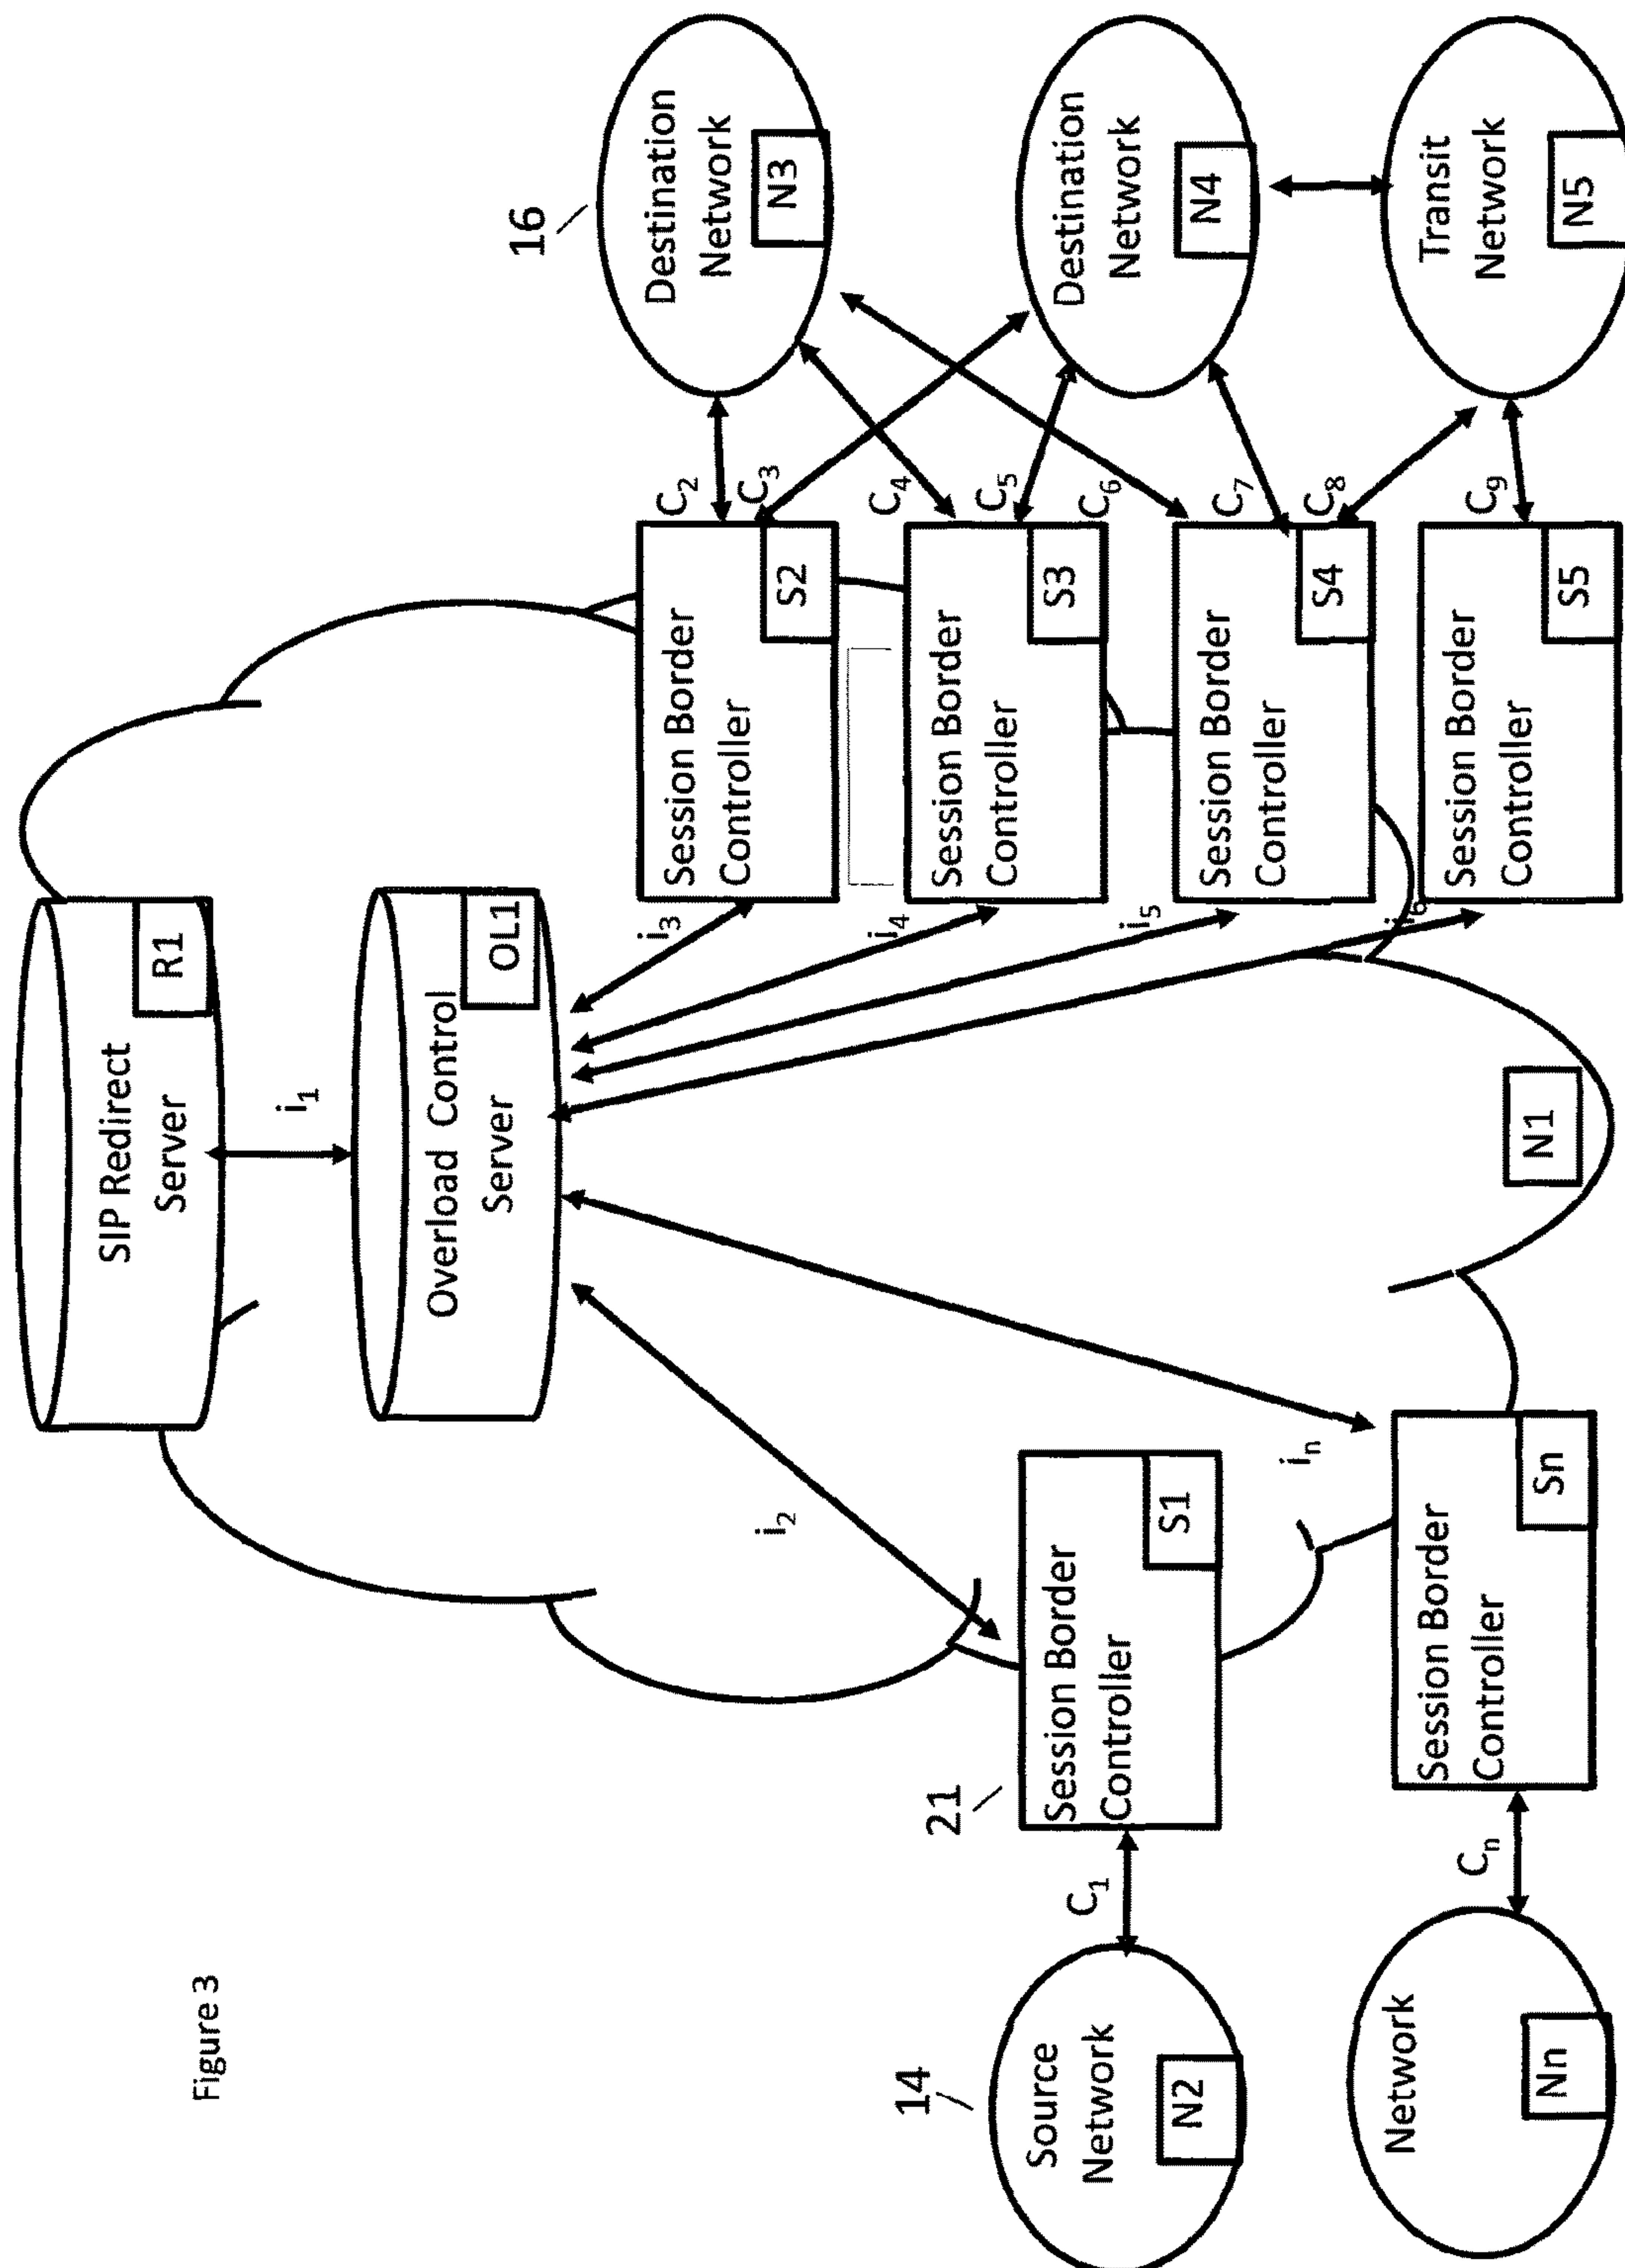 Figure 3
SIP Redirect
Server
R1
i1
Overload Control
Server
OL1
i2
in
i3
i4
i5
i6
14
Source
Network
N2
C1
21
Session Border
Controller
S1
Network
Nn
Cn
Session Border
Controller
Sn
N1
Session Border
Controller
S2
Session Border
Controller
S3
Session Border
Controller
S4
Session Border
Controller
S5
C2
C3
C4
C5
C6
C7
C8
C9
16
Destination
Network
N3
Destination
Network
N4
Transit
Network
N5